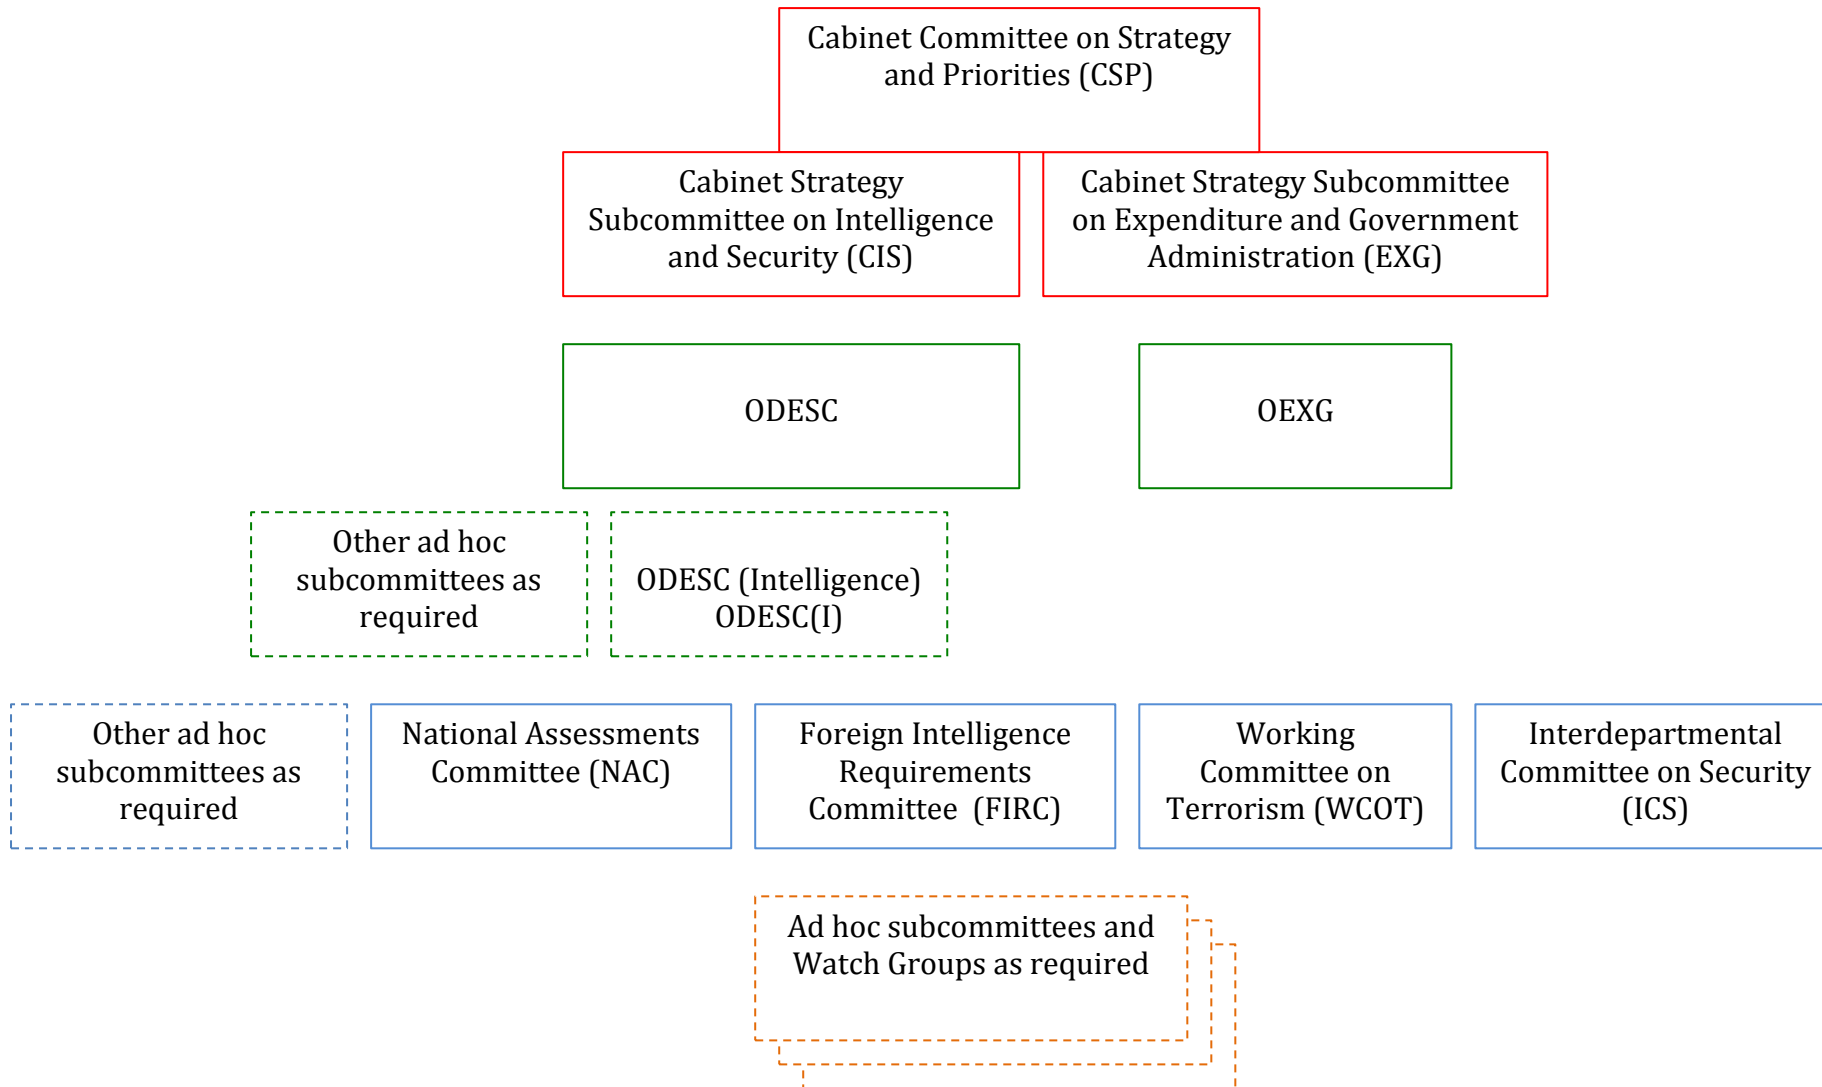 Cabinet Committee on Strategy
and Priorities (CSP)
Cabinet Strategy
Subcommittee on Intelligence
and Security (CIS)
Cabinet Strategy Subcommittee
on Expenditure and Government
Administration (EXG)
ODESC
OEXG
Other ad hoc
subcommittees as
required
ODESC (Intelligence)
ODESC(I)
Other ad hoc
subcommittees as
required
National Assessments
Committee (NAC)
Foreign Intelligence
Requirements
Committee  (FIRC)
Working
Committee on
Terrorism (WCOT)
Interdepartmental
Committee on Security
(ICS)
Ad hoc subcommittees and
Watch Groups as required